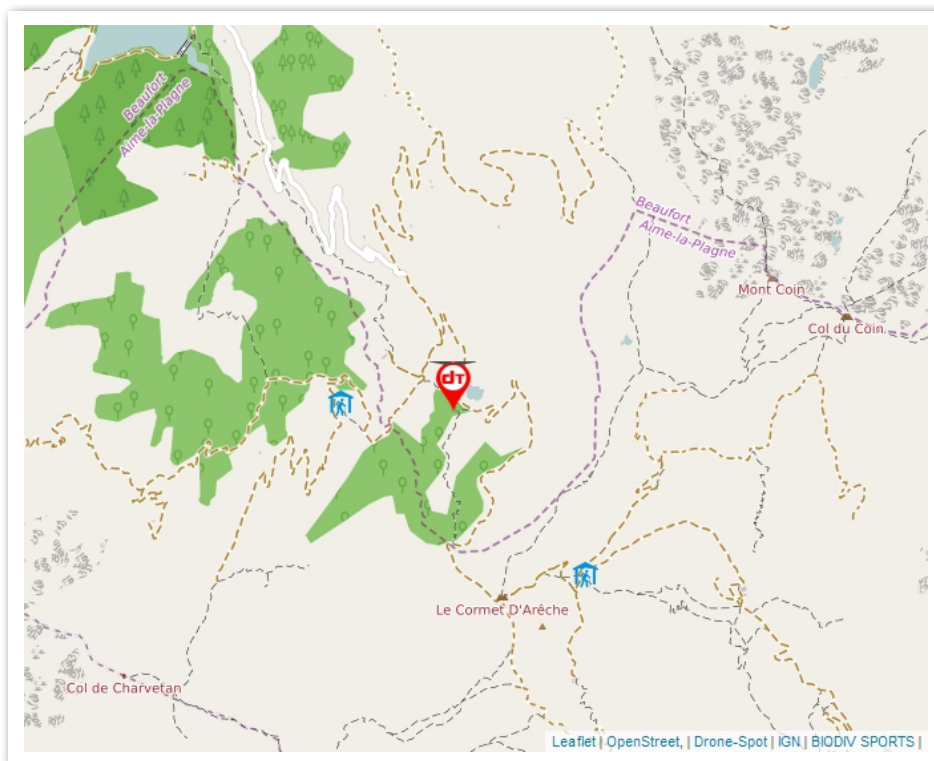 Beaufort
Aime-la-Plagne
Beaufort
Aime-la-Plagne
Mont Coin
Col du Coin
dT
Le Cormet D'Arêche
Col de Charvetan
Leaflet | OpenStreet, | Drone-Spot | IGN | BIODIV SPORTS |